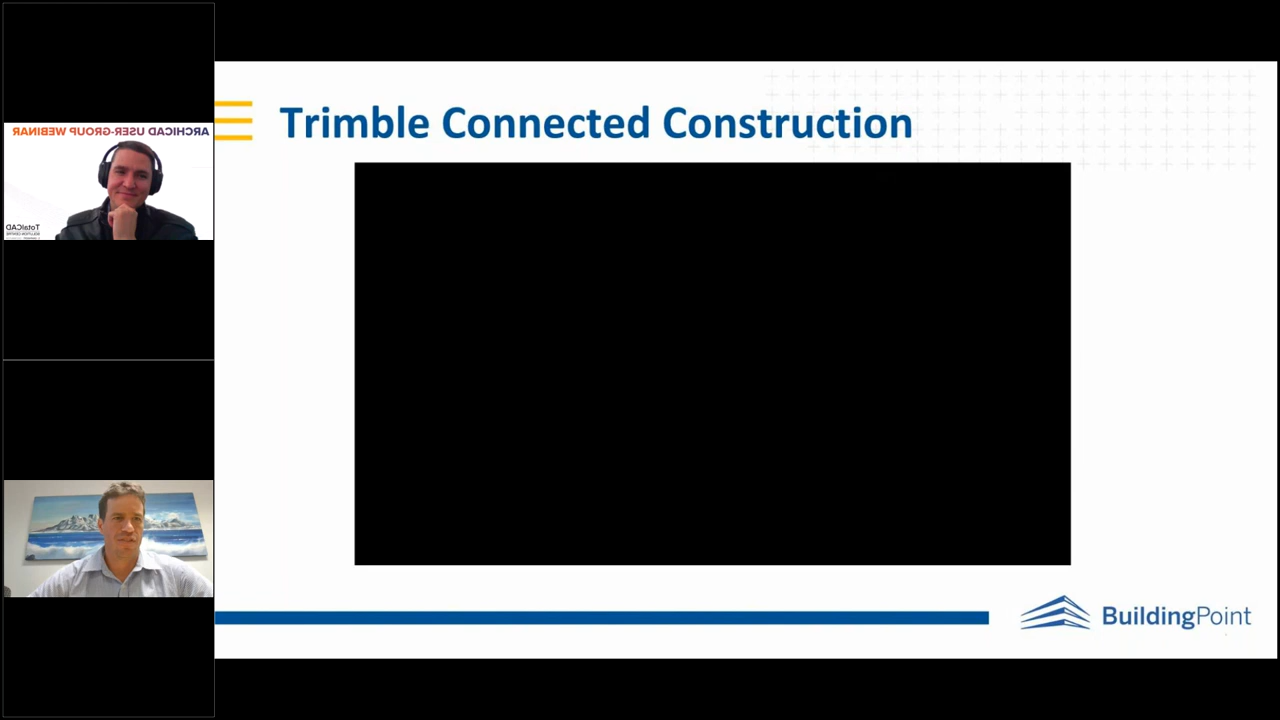 ARCHICAD USER-GROUP WEBINAR
TotalCAD
Trimble Connected Construction
BuildingPoint